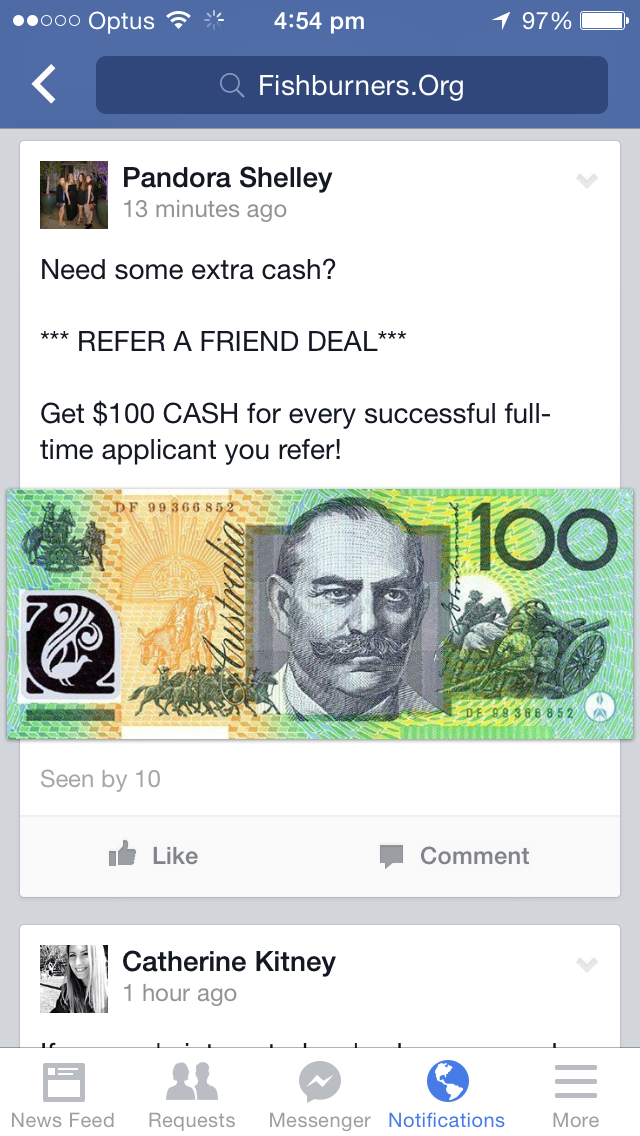 Optus 4:54 pm 97%
Fishburners.Org
Pandora Shelley
13 minutes ago
Need some extra cash?
*** REFER A FRIEND DEAL***
Get $100 CASH for every successful full-
time applicant you refer!
DF 99366852
100
Australia
DF 99366852
Seen by 10
Like Comment
Catherine Kitney
1 hour ago
News Feed Requests Messenger Notifications More